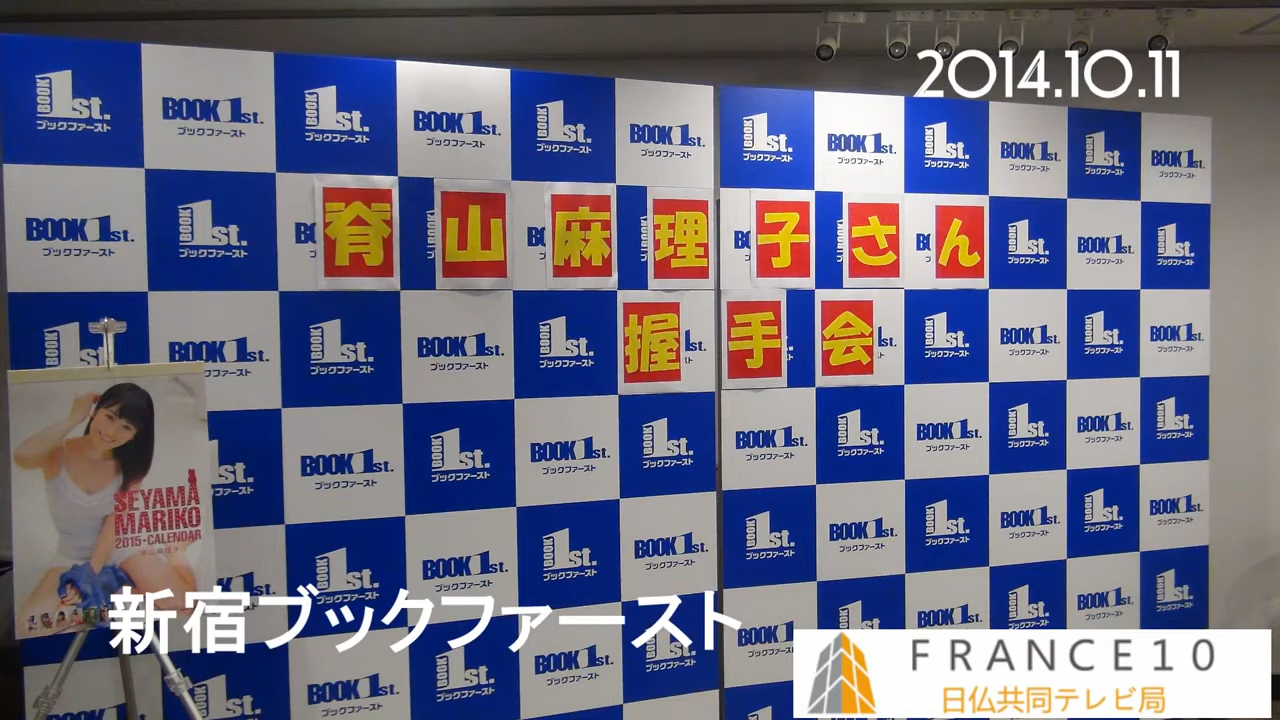 2014.10.11
BOOK 1st.
ブックファースト
脊山麻理子さん
握手会
SEYAMA
MARIKO
2015・CALENDAR
新宿ブックファースト
FRANCE10
日仏共同テレビ局